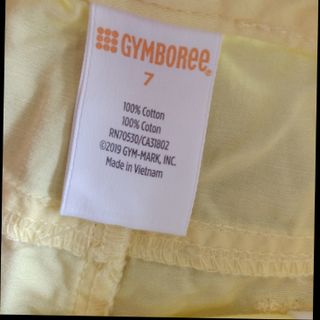 GYMBOREE
7
100% Cotton
100% Coton
RN70530/CA31802
©2019 GYM-MARK, INC.
Made in Vietnam